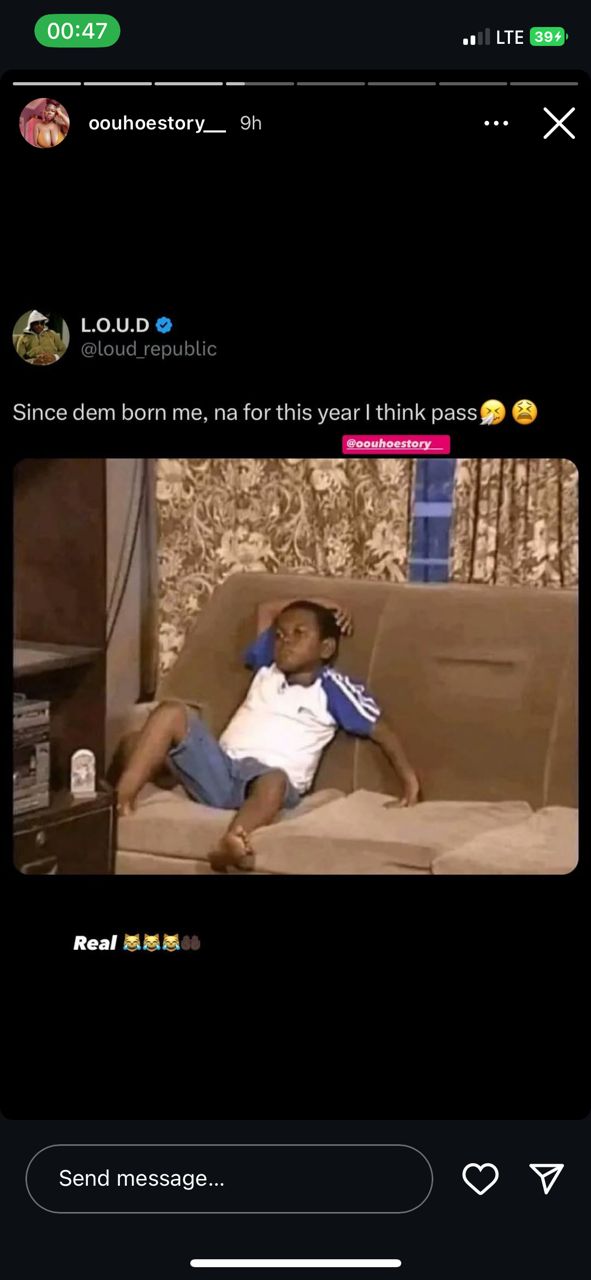 00:47
LTE 39
oouhoestory__ 9h
L.O.U.D
@loud_republic
Since dem born me, na for this year I think pass🤧😫
@oouhoestory__
Real 😹😹😹🤲🏿
Send message...